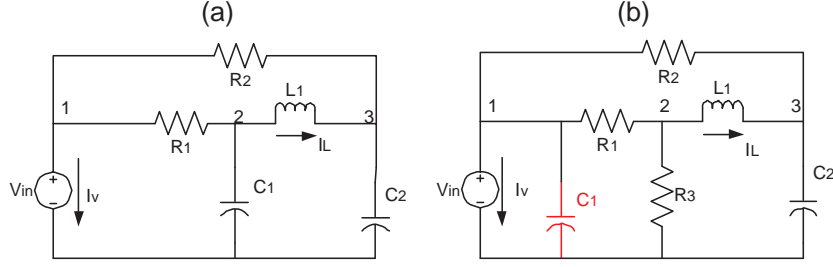 (a)
R2
L1
1
2
3
R1
IL
Vin
+
−
Iv
C1
C2
(b)
R2
L1
1
2
3
R1
IL
Vin
+
−
Iv
C1
R3
C2